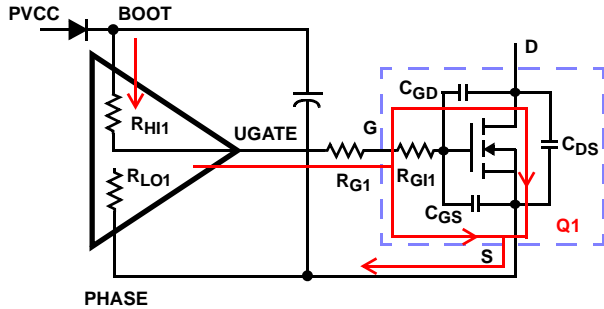 PVCC
BOOT
D
CGD
RHI1
UGATE
G
CDS
RLO1
RG1
RGI1
CGS
Q1
S
PHASE